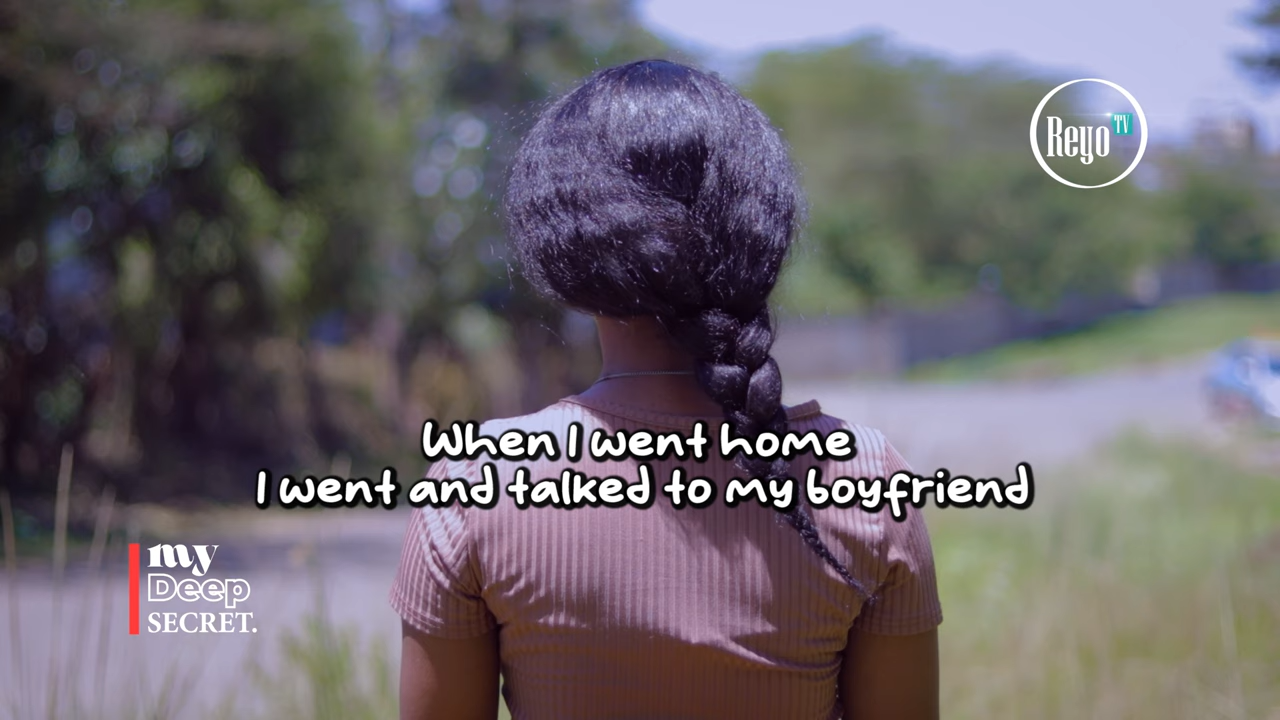 Reyo TV
When I went home
I went and talked to my boyfriend
my
Deep
SECRET.